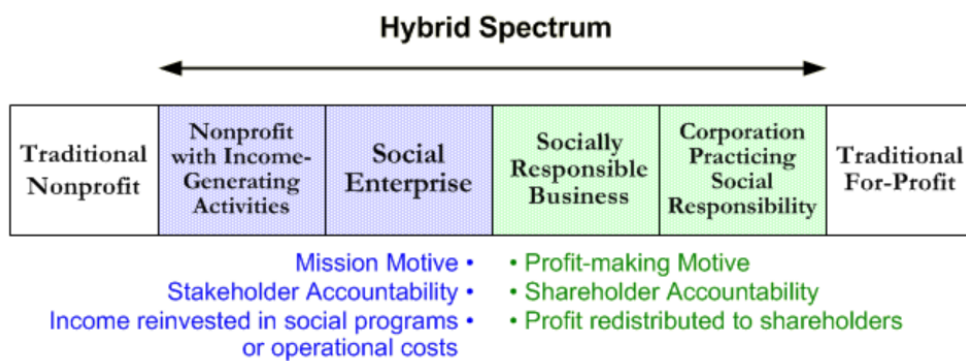 Hybrid Spectrum
Traditional
Nonprofit
Nonprofit
with Income-
Generating
Activities
Social
Enterprise
Socially
Responsible
Business
Corporation
Practicing
Social
Responsibility
Traditional
For-Profit
Mission Motive •
Stakeholder Accountability •
Income reinvested in social programs •
or operational costs
• Profit-making Motive
• Shareholder Accountability
• Profit redistributed to shareholders